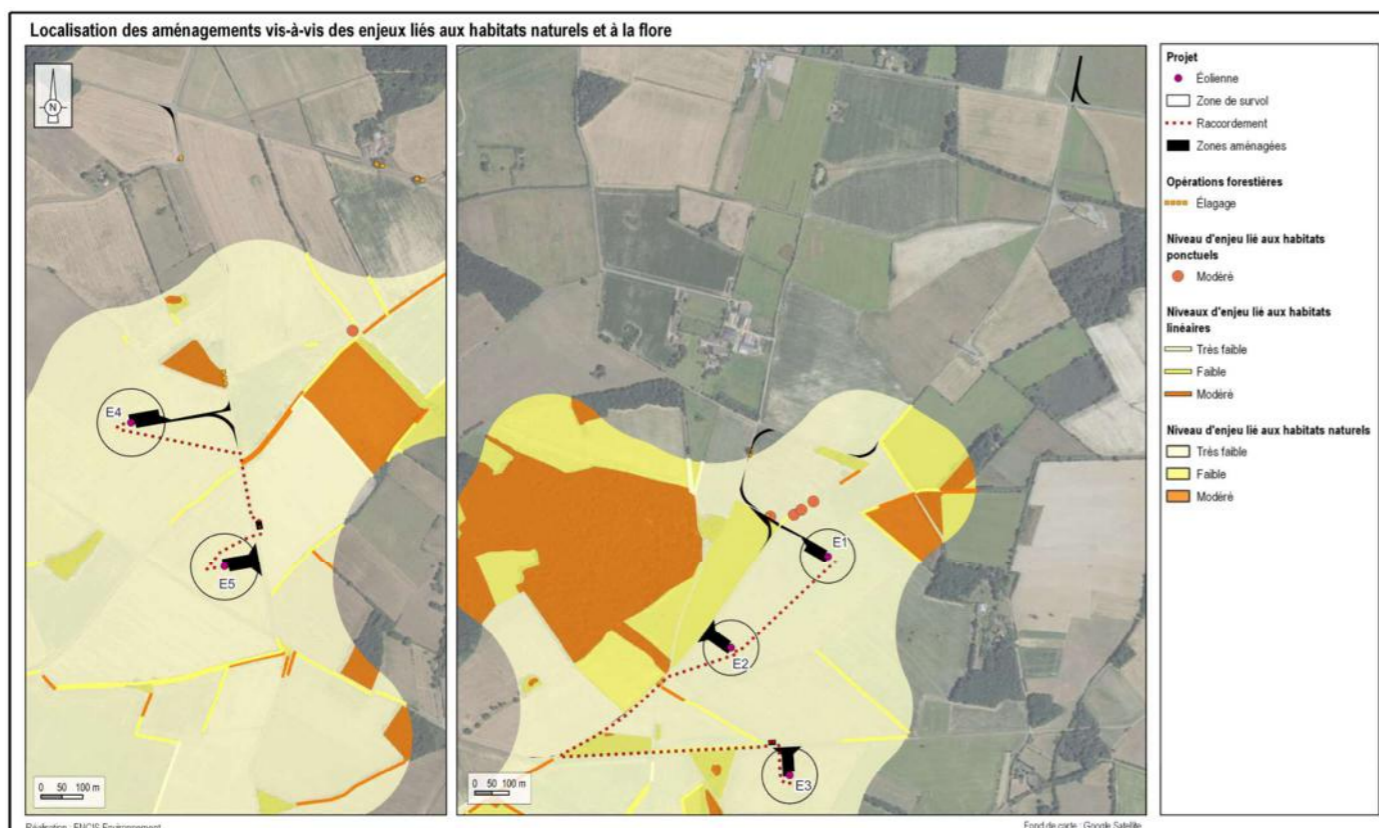 Localisation des aménagements vis-à-vis des enjeux liés aux habitats naturels et à la flore
N
E4
E5
0 50 100 m
E1
E2
E3
0 50 100 m
Projet
Éolienne
Zone de survol
Raccordement
Zones aménagées
Opérations forestières
Élagage
Niveau d'enjeu lié aux habitats
ponctuels
Modéré
Niveaux d'enjeu lié aux habitats
linéaires
Très faible
Faible
Modéré
Niveau d'enjeu lié aux habitats naturels
Très faible
Faible
Modéré
Réalisation : ENCIS Environnement
Fond de carte : Google Satellite